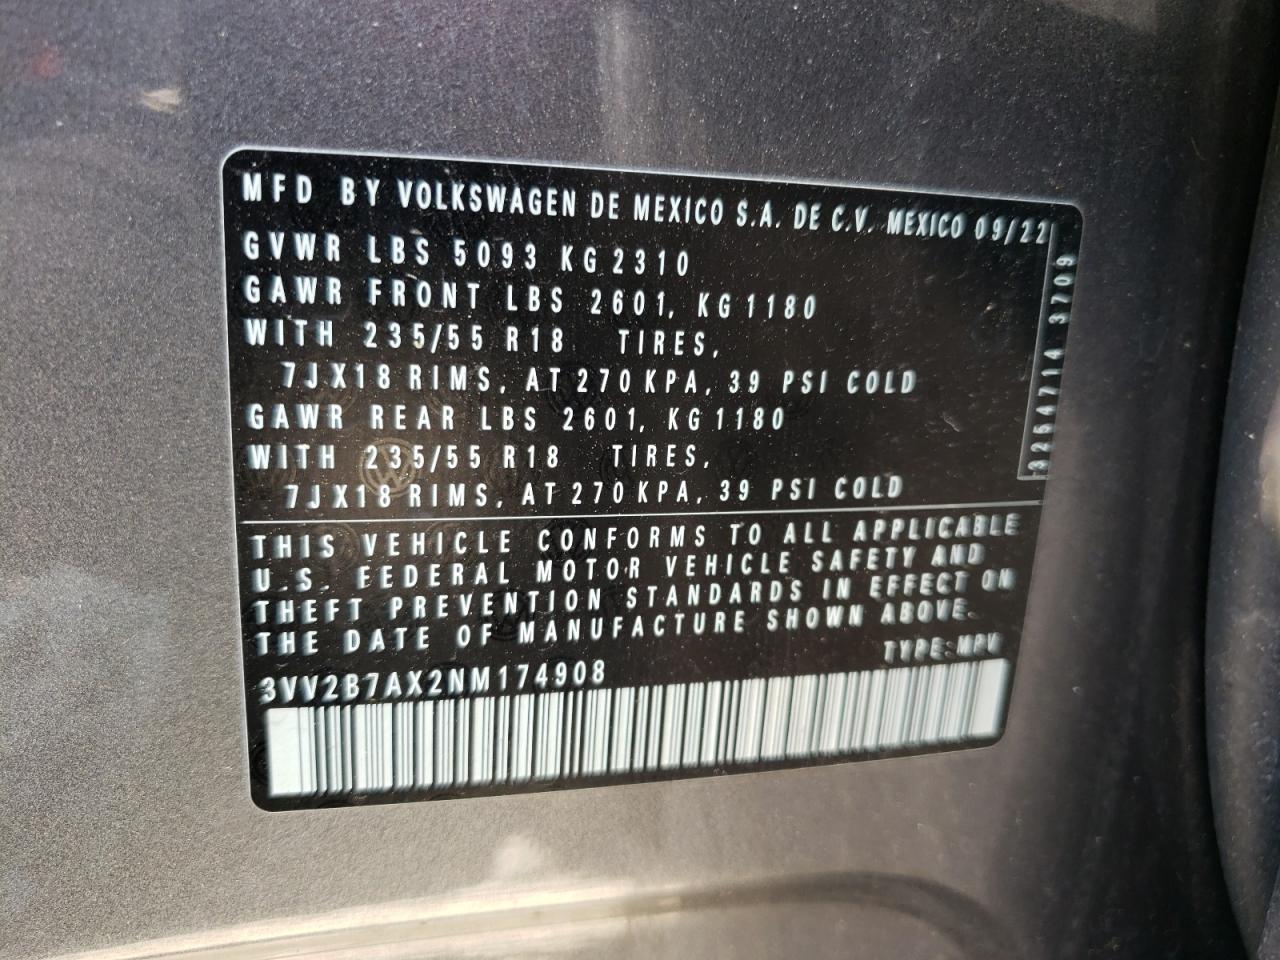 MFD BY VOLKSWAGEN DE MEXICO S.A. DE C.V. MEXICO 09/22
GVWR LBS 5093 KG 2310
GAWR FRONT LBS 2601, KG 1180
WITH 235/55 R18 TIRES,
7JX18 RIMS, AT 270 KPA, 39 PSI COLD
GAWR REAR LBS 2601, KG 1180
WITH 235/55 R18 TIRES,
7JX18 RIMS, AT 270 KPA, 39 PSI COLD
3254714 3709
THIS VEHICLE CONFORMS TO ALL APPLICABLE
U.S. FEDERAL MOTOR VEHICLE SAFETY AND
THEFT PREVENTION STANDARDS IN EFFECT ON
THE DATE OF MANUFACTURE SHOWN ABOVE.
TYPE: MPV
3VV2B7AX2NM174908